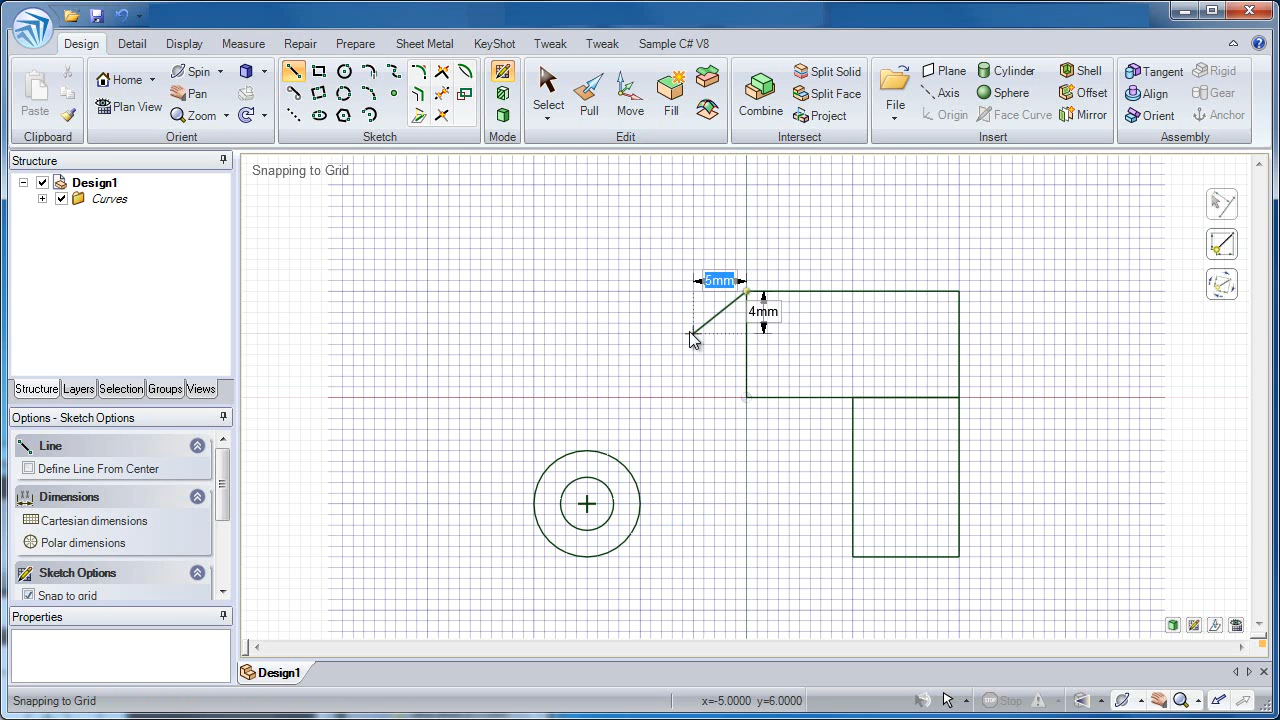 Design Detail Display Measure Repair Prepare Sheet Metal KeyShot Tweak Tweak Sample C# V8
Paste
Clipboard
Home Spin
Plan View Pan
Zoom
Orient
Sketch
Mode
Select Pull Move Fill
Edit
Combine Split Solid
Split Face
Project
Intersect
File Plane Cylinder Shell
Axis Sphere Offset
Origin Face Curve Mirror
Insert
Tangent Rigid
Align Gear
Orient Anchor
Assembly
Structure
Design1
Curves
Structure Layers Selection Groups Views
Options - Sketch Options
Line
Define Line From Center
Dimensions
Cartesian dimensions
Polar dimensions
Sketch Options
Snap to grid
Properties
Snapping to Grid
5mm
4mm
Design1
Snapping to Grid
x=-5.0000 y=6.0000
Stop